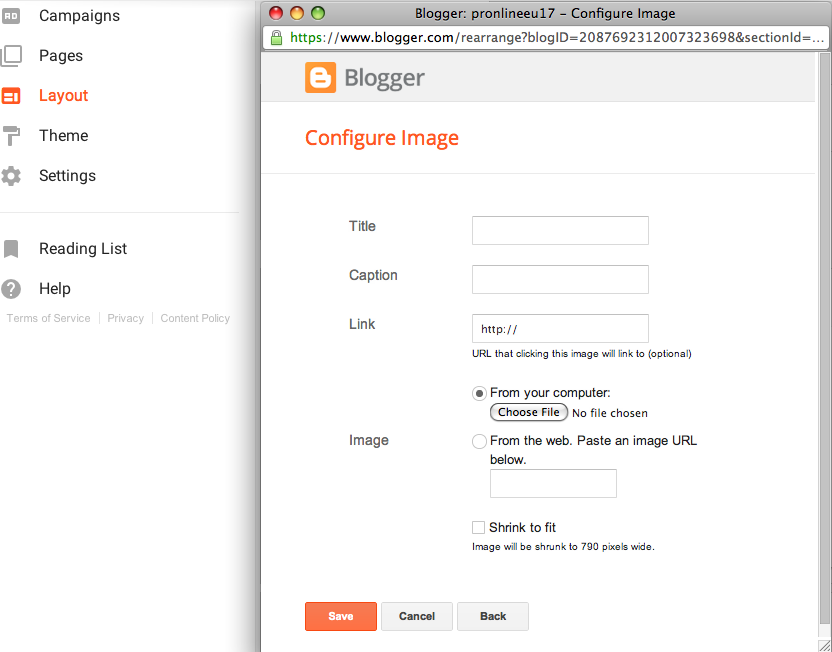 Campaigns
Pages
Layout
Theme
Settings
Reading List
Help
Terms of Service | Privacy | Content Policy
Blogger: pronlineeu17 – Configure Image
https://www.blogger.com/rearrange?blogID=2087692312007323698&sectionId=...
Blogger
Configure Image
Title
Caption
Link
http://
URL that clicking this image will link to (optional)
Image
From your computer:
Choose File No file chosen
From the web. Paste an image URL
below.
Shrink to fit
Image will be shrunk to 790 pixels wide.
Save Cancel Back